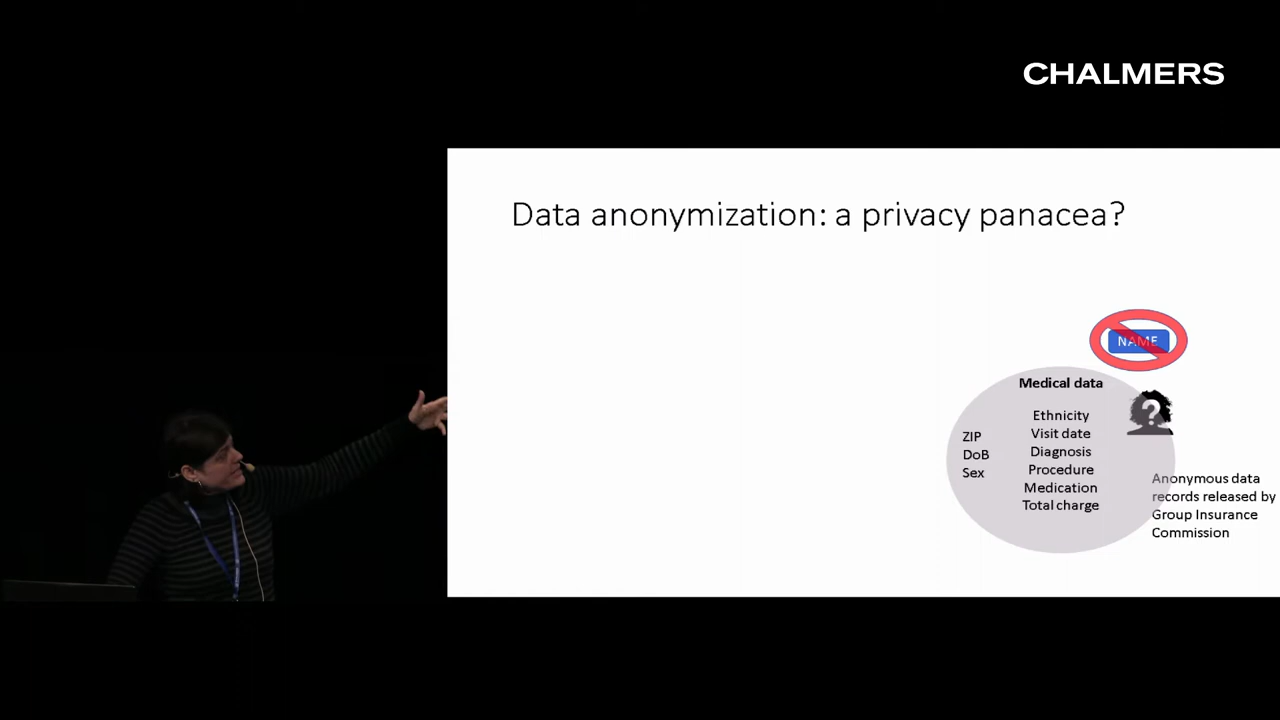 CHALMERS
Data anonymization: a privacy panacea?
NAME
Medical data
Ethnicity
Visit date
Diagnosis
Procedure
Medication
Total charge
ZIP
DoB
Sex
?
Anonymous data
records released by
Group Insurance
Commission